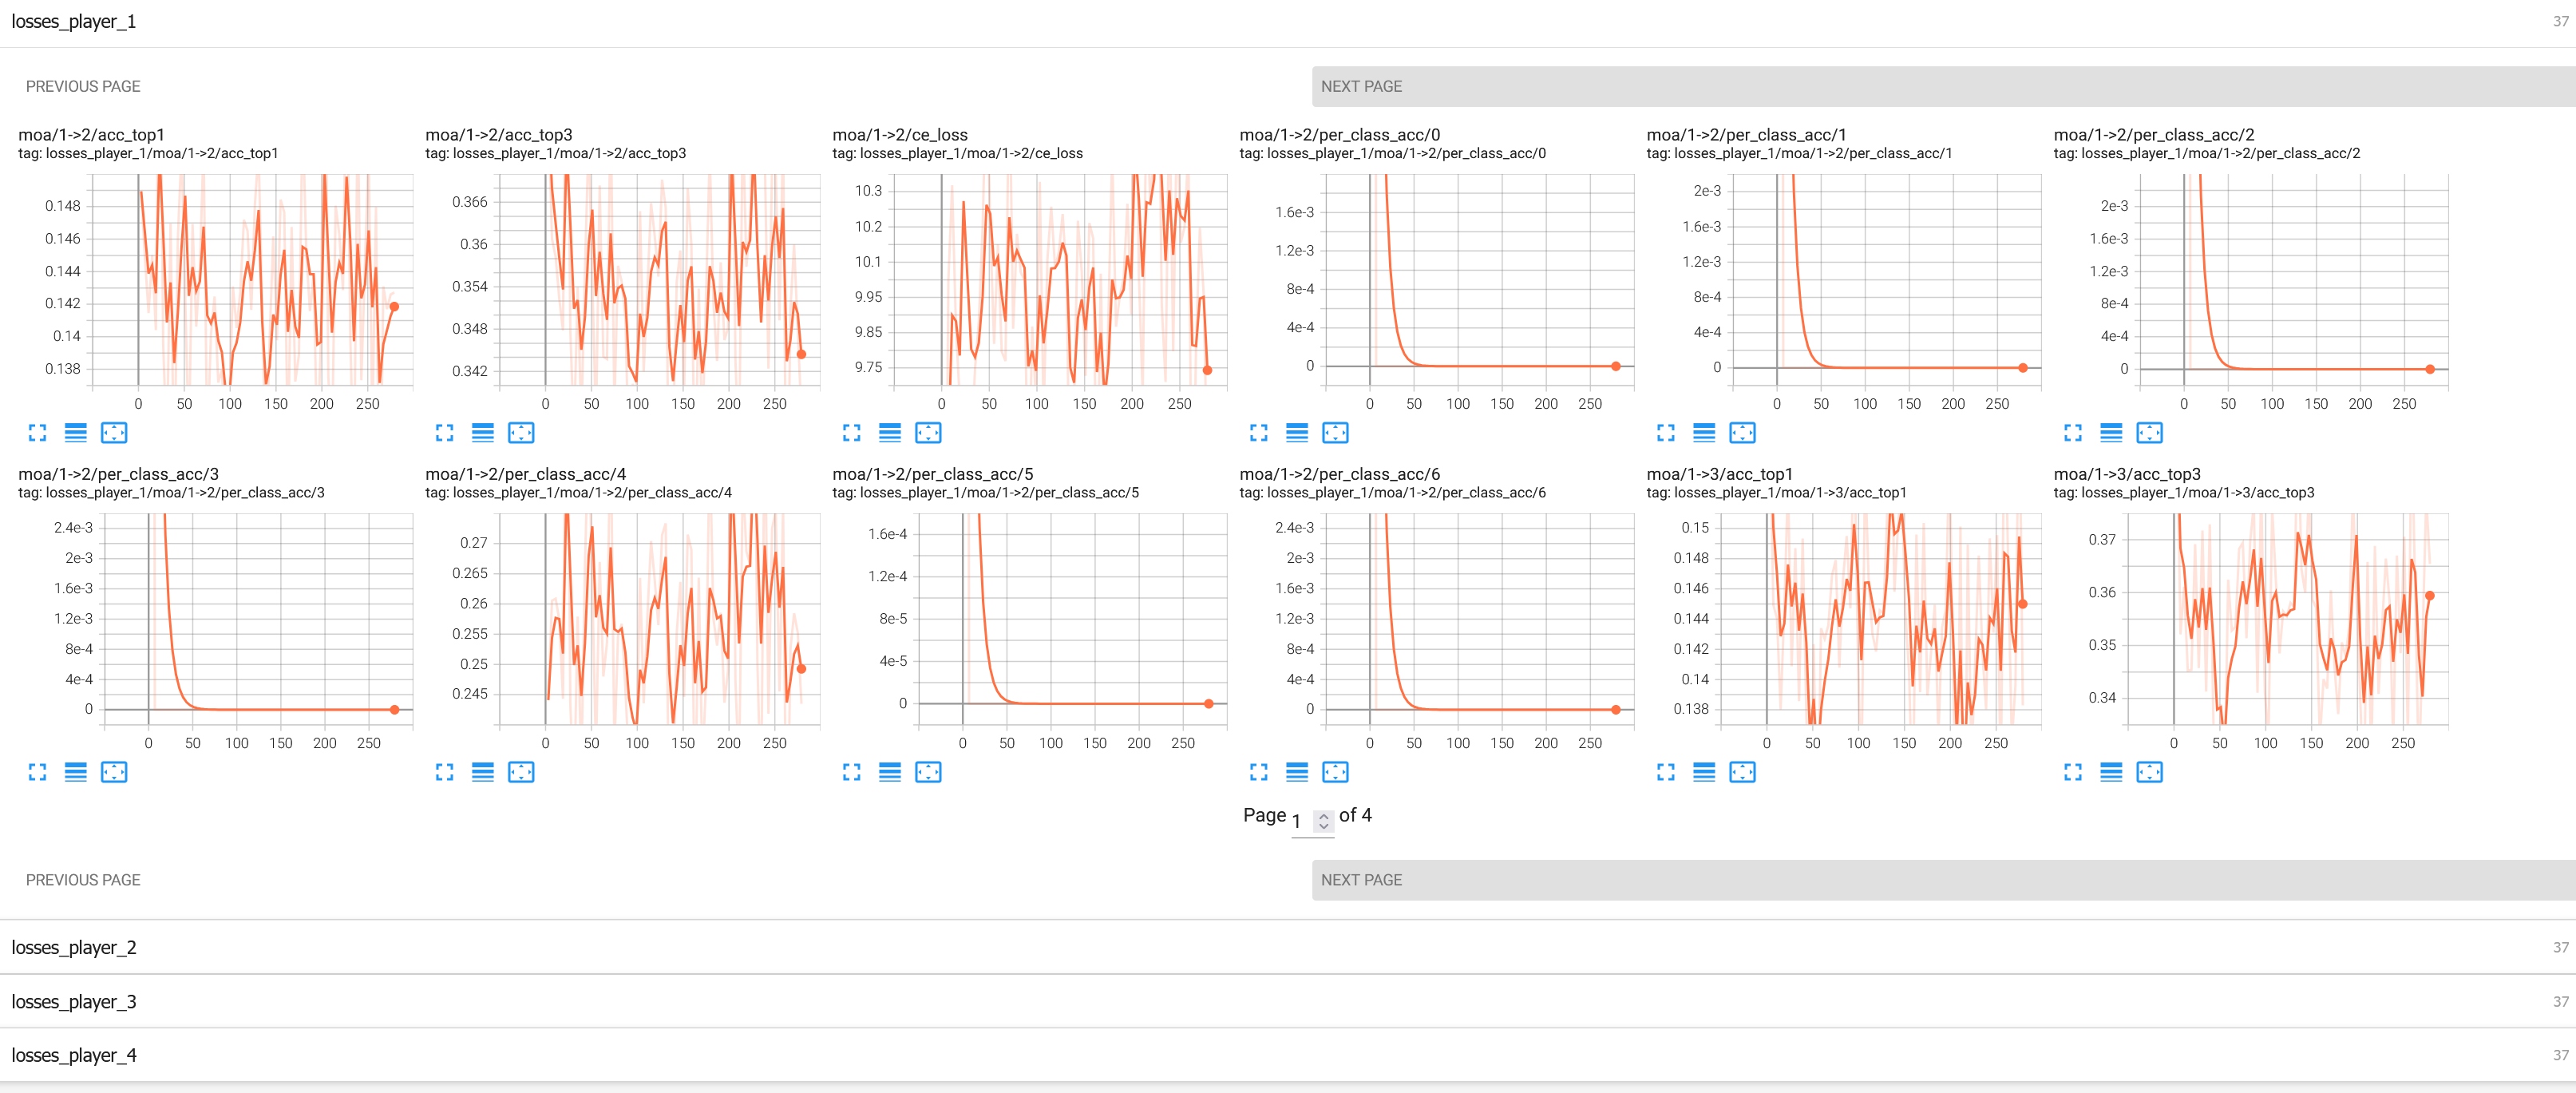 losses_player_1
37
PREVIOUS PAGE
NEXT PAGE
moa/1->2/acc_top1
tag: losses_player_1/moa/1->2/acc_top1
0.148
0.146
0.144
0.142
0.14
0.138
0 50 100 150 200 250
moa/1->2/acc_top3
tag: losses_player_1/moa/1->2/acc_top3
0.366
0.36
0.354
0.348
0.342
0 50 100 150 200 250
moa/1->2/ce_loss
tag: losses_player_1/moa/1->2/ce_loss
10.3
10.2
10.1
9.95
9.85
9.75
0 50 100 150 200 250
moa/1->2/per_class_acc/0
tag: losses_player_1/moa/1->2/per_class_acc/0
1.6e-3
1.2e-3
8e-4
4e-4
0
0 50 100 150 200 250
moa/1->2/per_class_acc/1
tag: losses_player_1/moa/1->2/per_class_acc/1
2e-3
1.6e-3
1.2e-3
8e-4
4e-4
0
0 50 100 150 200 250
moa/1->2/per_class_acc/2
tag: losses_player_1/moa/1->2/per_class_acc/2
2e-3
1.6e-3
1.2e-3
8e-4
4e-4
0
0 50 100 150 200 250
moa/1->2/per_class_acc/3
tag: losses_player_1/moa/1->2/per_class_acc/3
2.4e-3
2e-3
1.6e-3
1.2e-3
8e-4
4e-4
0
0 50 100 150 200 250
moa/1->2/per_class_acc/4
tag: losses_player_1/moa/1->2/per_class_acc/4
0.27
0.265
0.26
0.255
0.25
0.245
0 50 100 150 200 250
moa/1->2/per_class_acc/5
tag: losses_player_1/moa/1->2/per_class_acc/5
1.6e-4
1.2e-4
8e-5
4e-5
0
0 50 100 150 200 250
moa/1->2/per_class_acc/6
tag: losses_player_1/moa/1->2/per_class_acc/6
2.4e-3
2e-3
1.6e-3
1.2e-3
8e-4
4e-4
0
0 50 100 150 200 250
moa/1->3/acc_top1
tag: losses_player_1/moa/1->3/acc_top1
0.15
0.148
0.146
0.144
0.142
0.14
0.138
0 50 100 150 200 250
moa/1->3/acc_top3
tag: losses_player_1/moa/1->3/acc_top3
0.37
0.36
0.35
0.34
0 50 100 150 200 250
Page 1 of 4
PREVIOUS PAGE
NEXT PAGE
losses_player_2
37
losses_player_3
37
losses_player_4
37